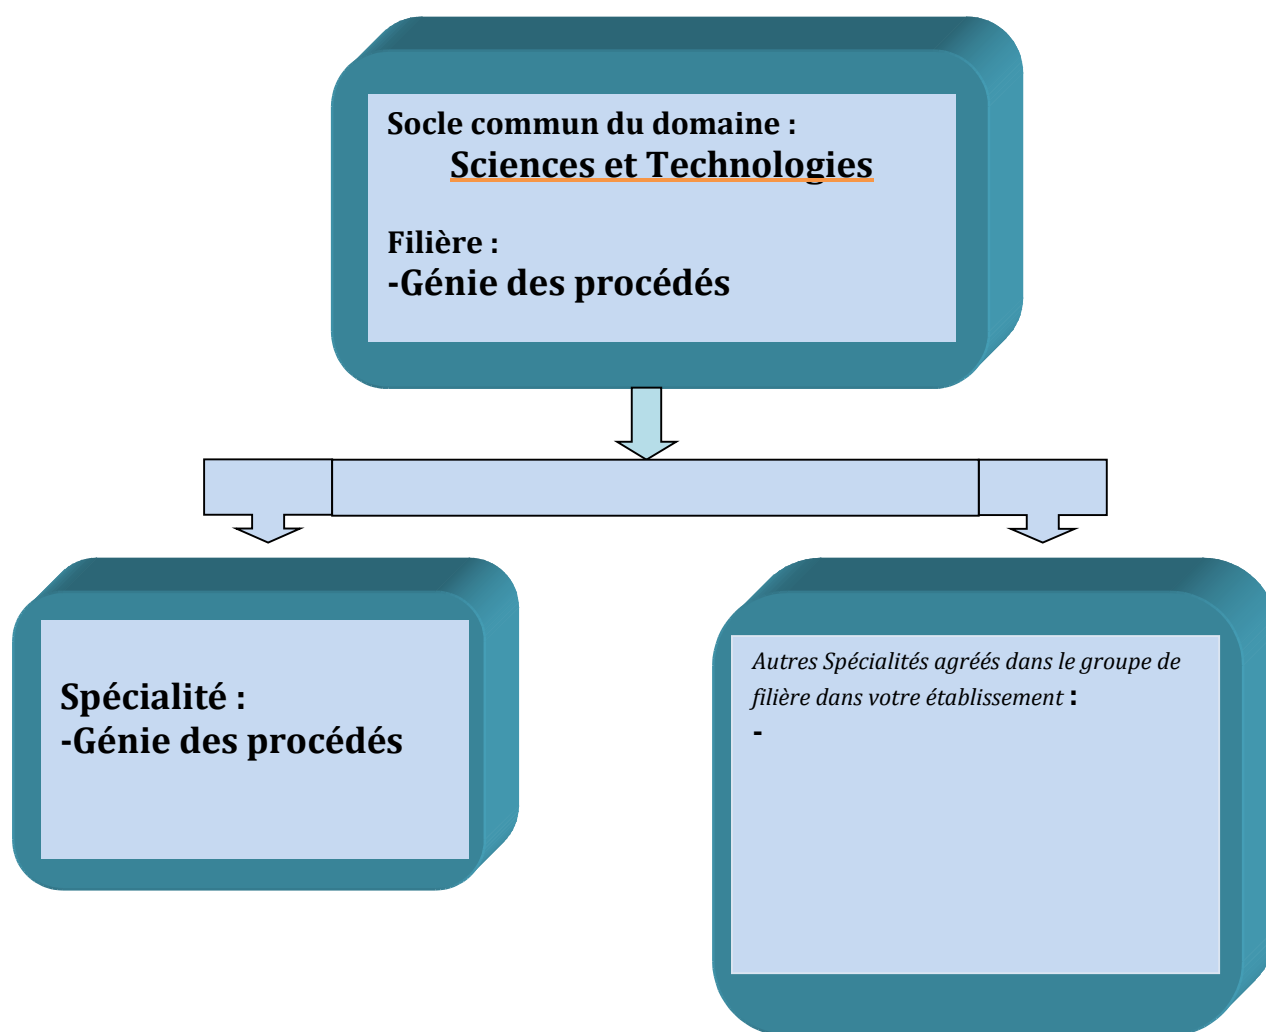 Socle commun du domaine :
Sciences et Technologies
Filière :
-Génie des procédés
Spécialité :
-Génie des procédés
Autres Spécialités agréés dans le groupe de
filière dans votre établissement :
-